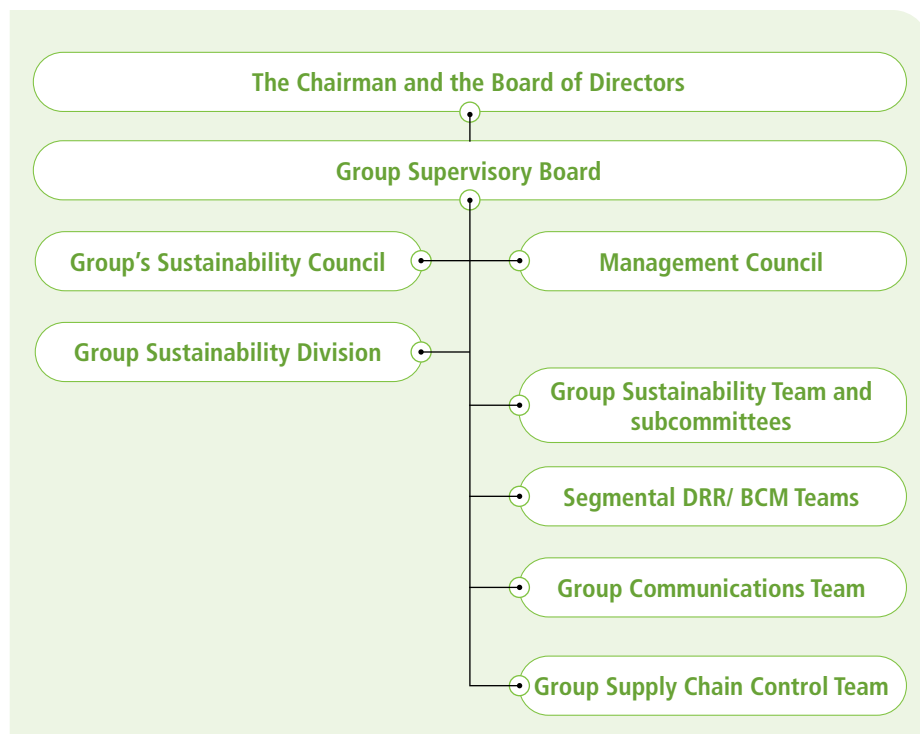 The Chairman and the Board of Directors
Group Supervisory Board
Group's Sustainability Council
Management Council
Group Sustainability Division
Group Sustainability Team and
subcommittees
Segmental DRR/ BCM Teams
Group Communications Team
Group Supply Chain Control Team